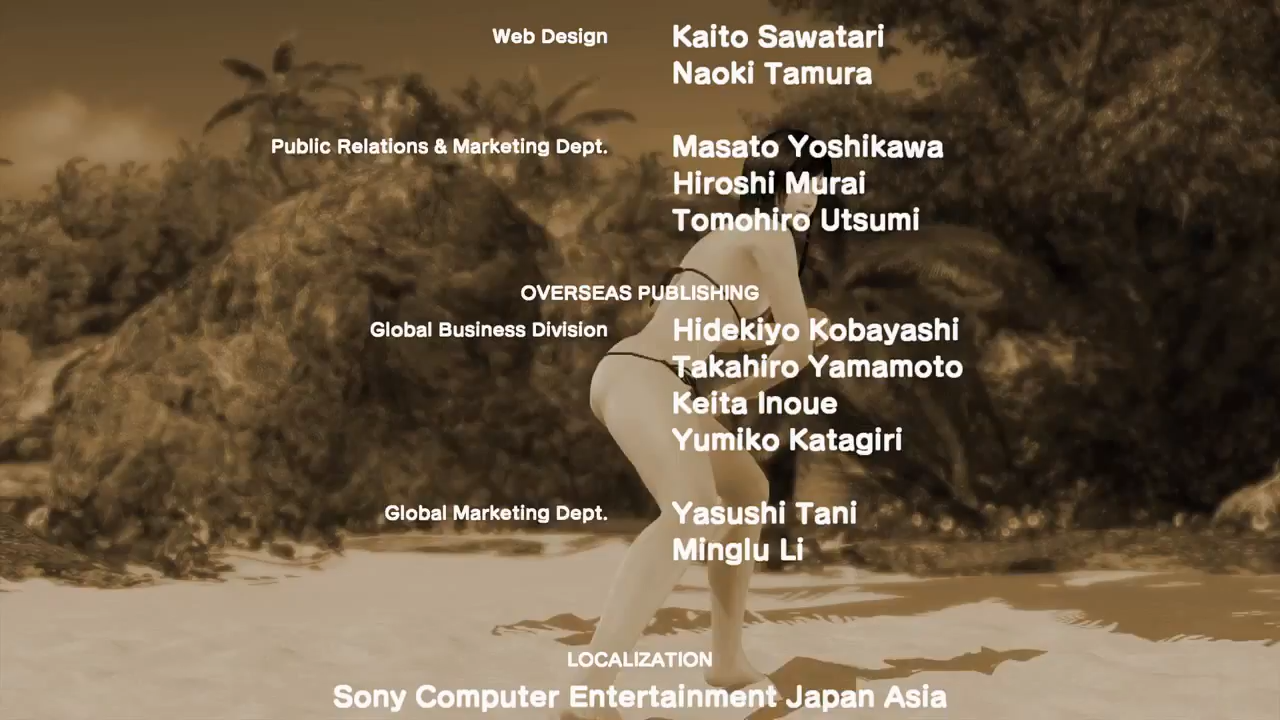 Web Design Kaito Sawatari
Naoki Tamura
Public Relations & Marketing Dept. Masato Yoshikawa
Hiroshi Murai
Tomohiro Utsumi
OVERSEAS PUBLISHING
Global Business Division Hidekiyo Kobayashi
Takahiro Yamamoto
Keita Inoue
Yumiko Katagiri
Global Marketing Dept. Yasushi Tani
Minglu Li
LOCALIZATION
Sony Computer Entertainment Japan Asia